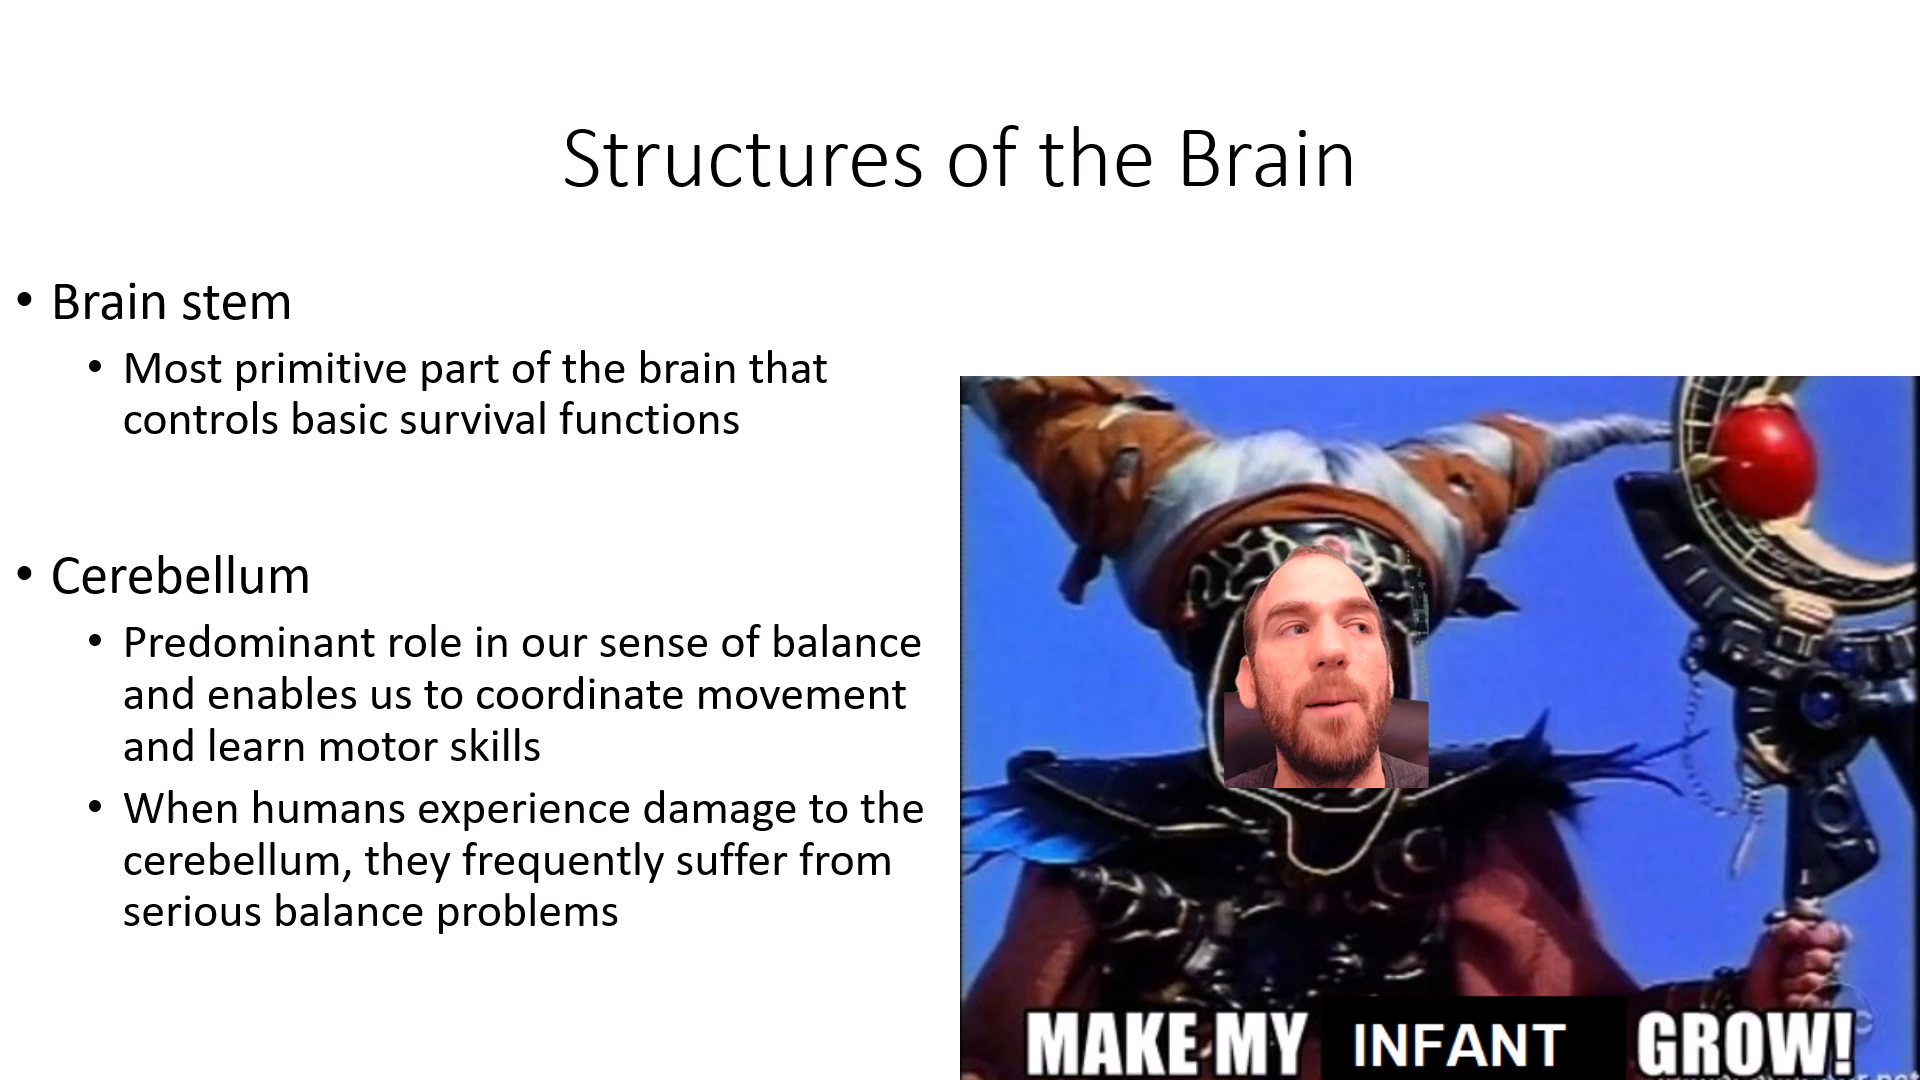 Structures of the Brain
• Brain stem
• Most primitive part of the brain that
controls basic survival functions
• Cerebellum
• Predominant role in our sense of balance
and enables us to coordinate movement
and learn motor skills
• When humans experience damage to the
cerebellum, they frequently suffer from
serious balance problems
MAKE MY INFANT GROW!